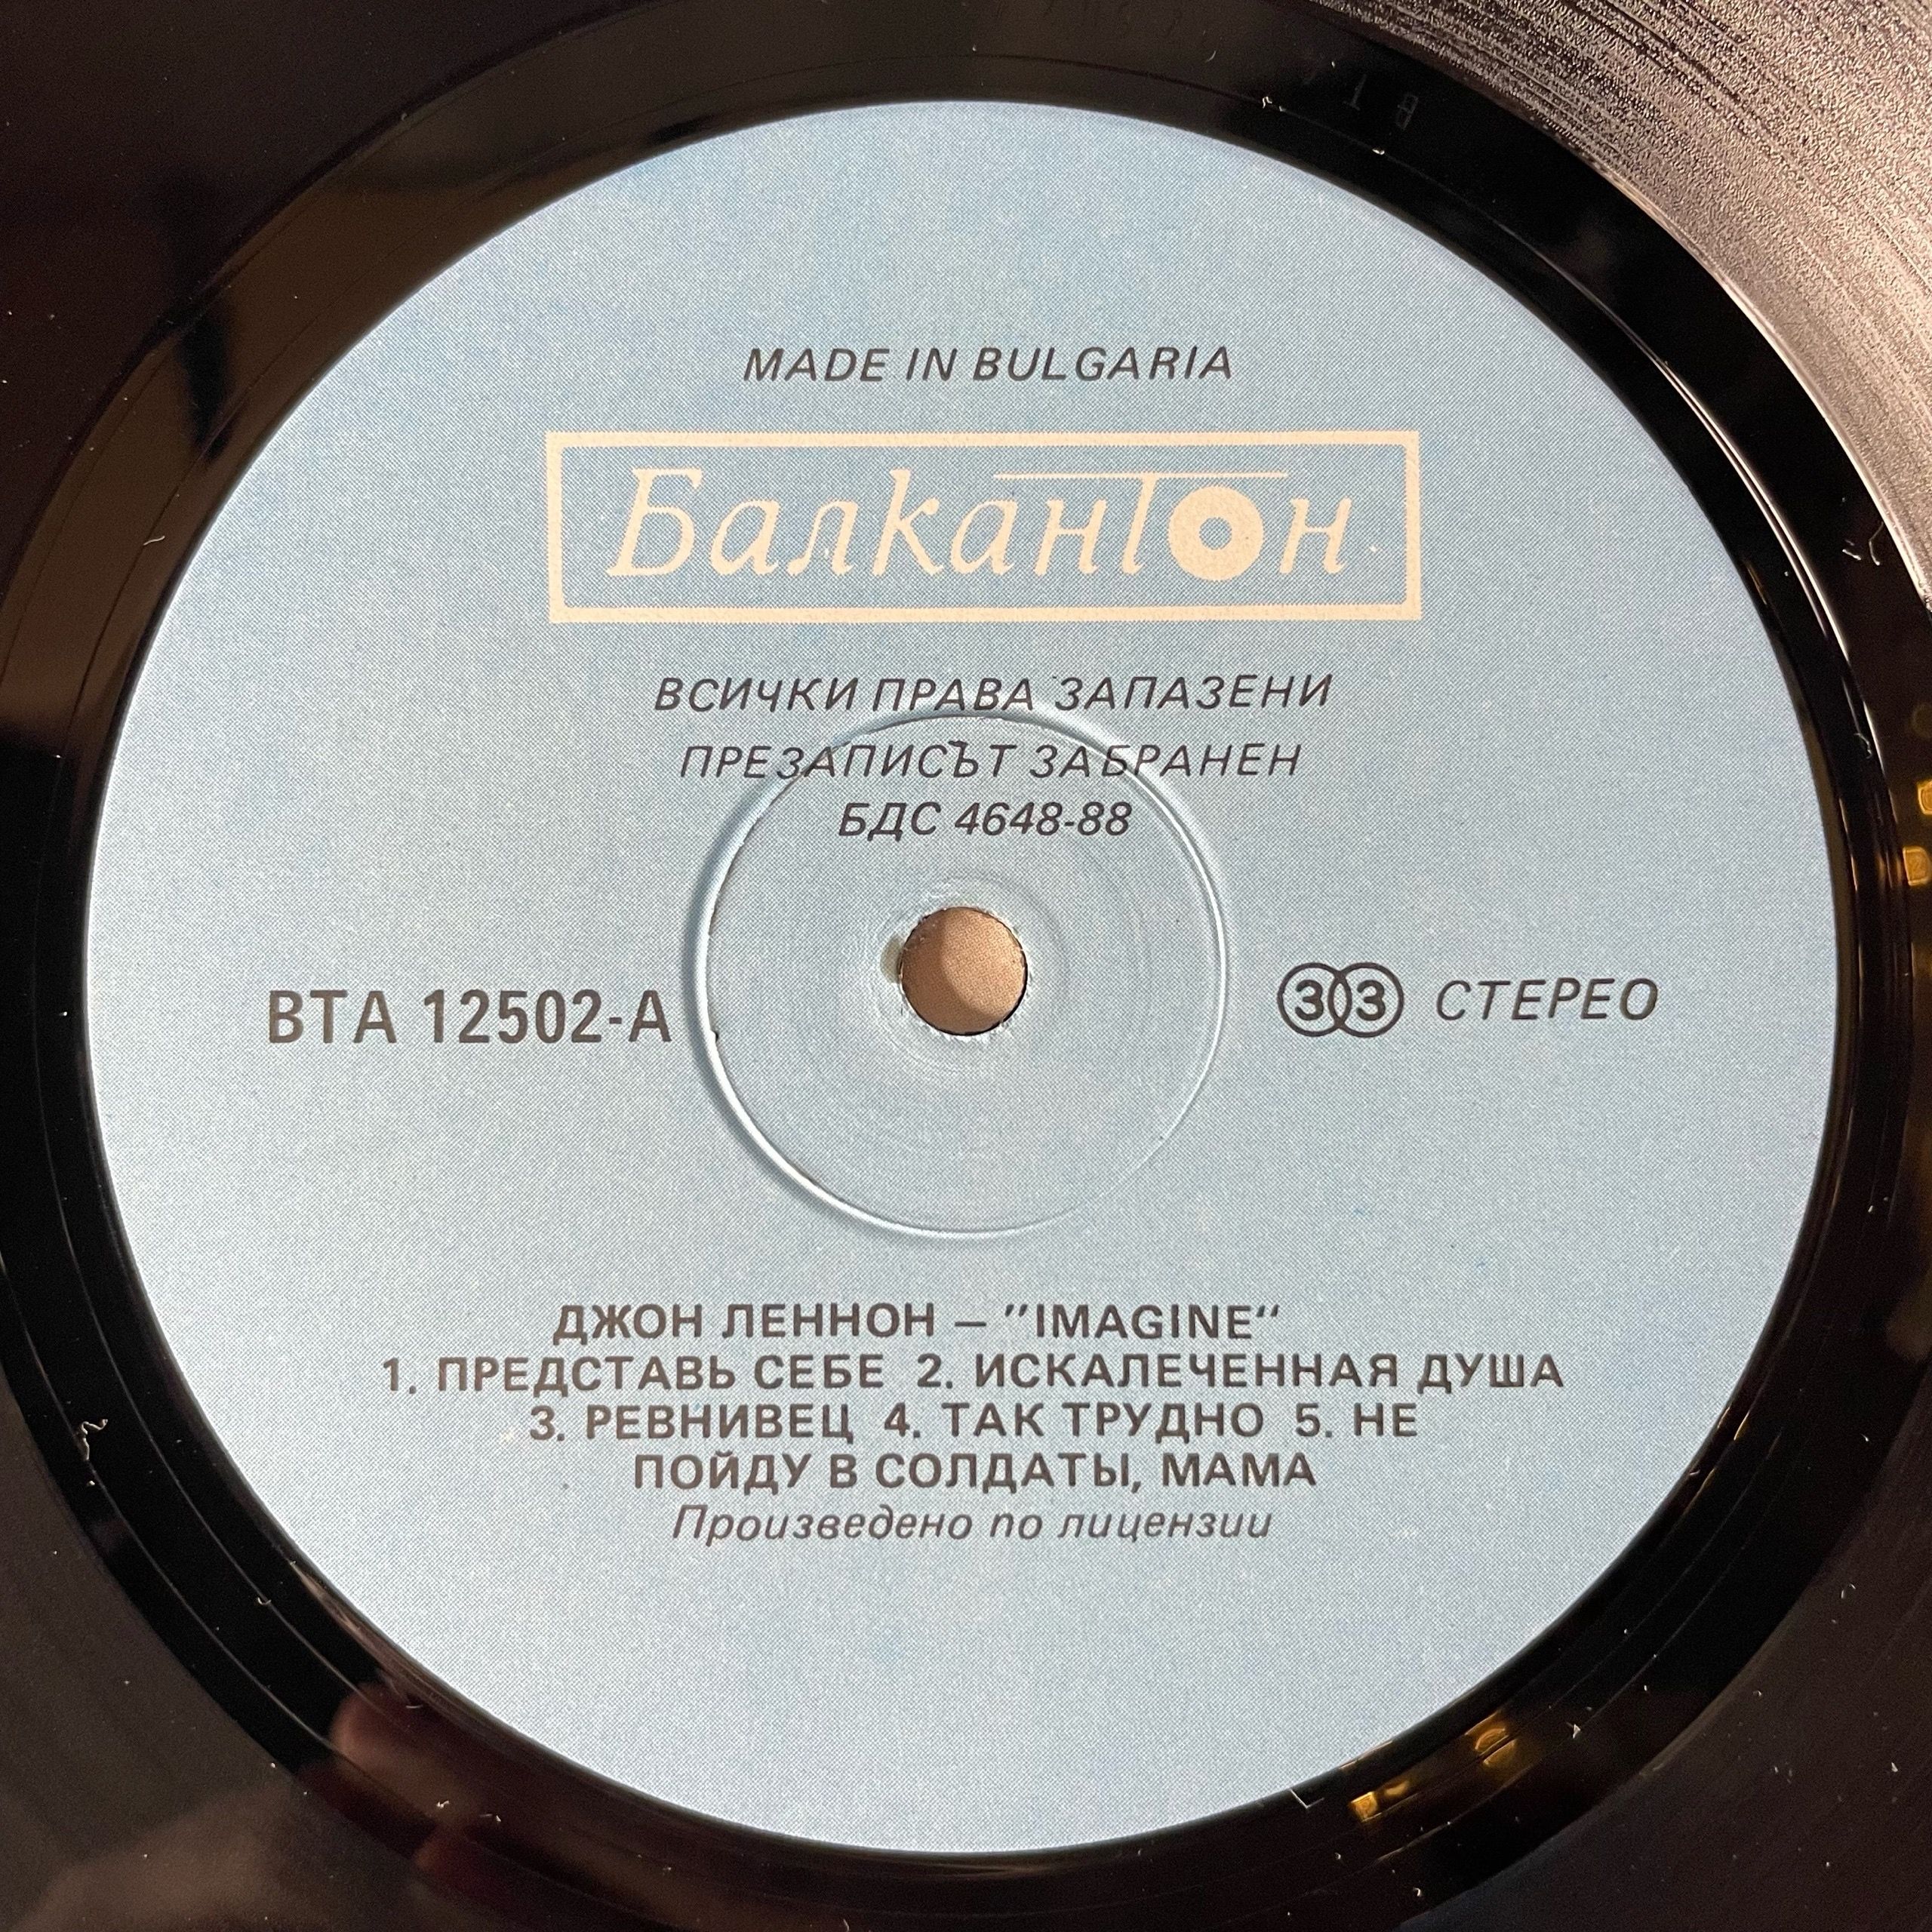 MADE IN BULGARIA
Балкантон
ВСИЧКИ ПРАВА ЗАПАЗЕНИ
ПРЕЗАПИСЪТ ЗАБРАНЕН
БДС 4648-88
ВТА 12502-А
33 СТЕРЕО
ДЖОН ЛЕННОН — "IMAGINE“
1. ПРЕДСТАВЬ СЕБЕ 2. ИСКАЛЕЧЕННАЯ ДУША
3. РЕВНИВЕЦ 4. ТАК ТРУДНО 5. НЕ
ПОЙДУ В СОЛДАТЫ, МАМА
Произведено по лицензии